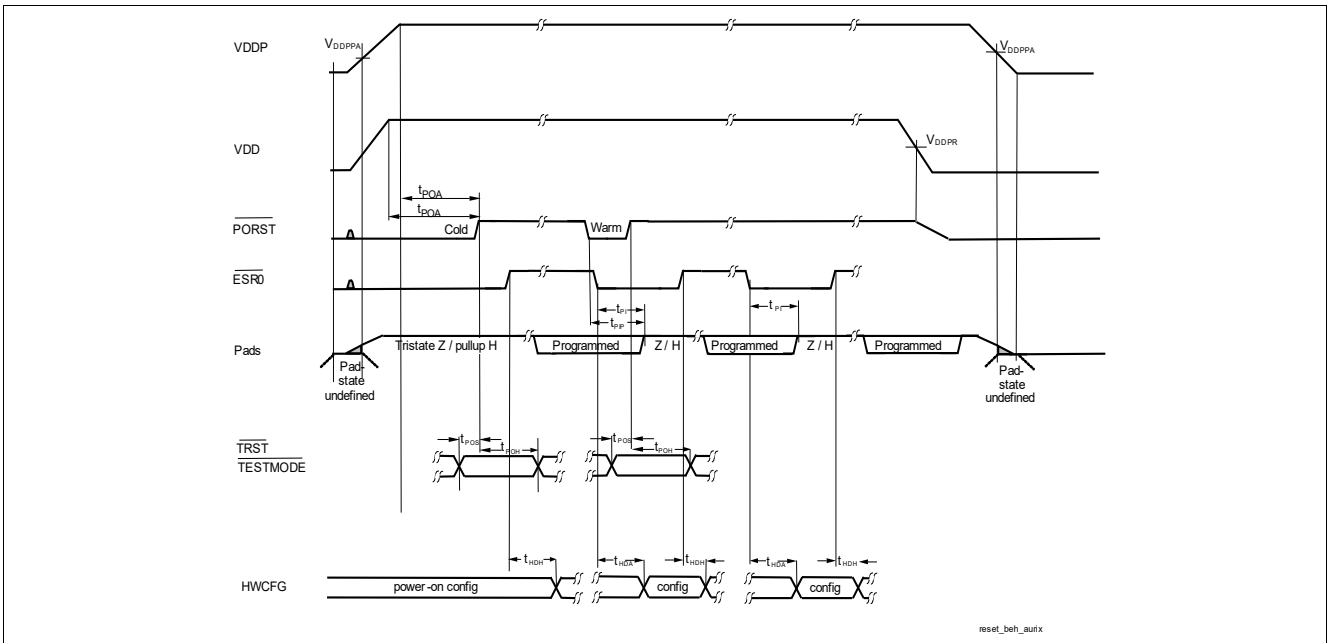 VDDP
VDDPPA
VDDPPA
VDD
VDDPR
tPOA
tPOA
PORST
Cold
Warm
ESR0
tPI
tPI
tPIP
Pads
Tristate Z / pullup H
Programmed
Z / H
Programmed
Z / H
Programmed
Pad-
state
undefined
Pad-
state
undefined
TRST
TESTMODE
tPOS
tPOH
tPOS
tPOH
HWCFG
tHDH
tHDA
tHDH
tHDA
tHDH
power-on config
config
config
reset_beh_aurix